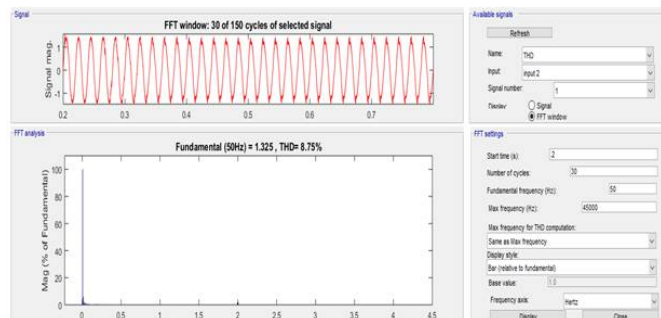 Signal
FFT window: 30 of 150 cycles of selected signal
Signal mag.
1
0
-1
0.2 0.3 0.4 0.5 0.6 0.7
FFT analysis
Fundamental (50Hz) = 1.325 , THD= 8.75%
Mag (% of Fundamental)
100
80
60
40
20
0
0 0.5 1 1.5 2 2.5 3 3.5 4 4.5
Available signals
Refresh
Name: THD
Input: input 2
Signal number: 1
Display: Signal
FFT window
FFT settings
Start time (s): .2
Number of cycles: 30
Fundamental frequency (Hz): 50
Max frequency (Hz): 45000
Max frequency for THD computation:
Same as Max frequency
Display style:
Bar (relative to fundamental)
Base value: 1.0
Frequency axis: Hertz
Display Close